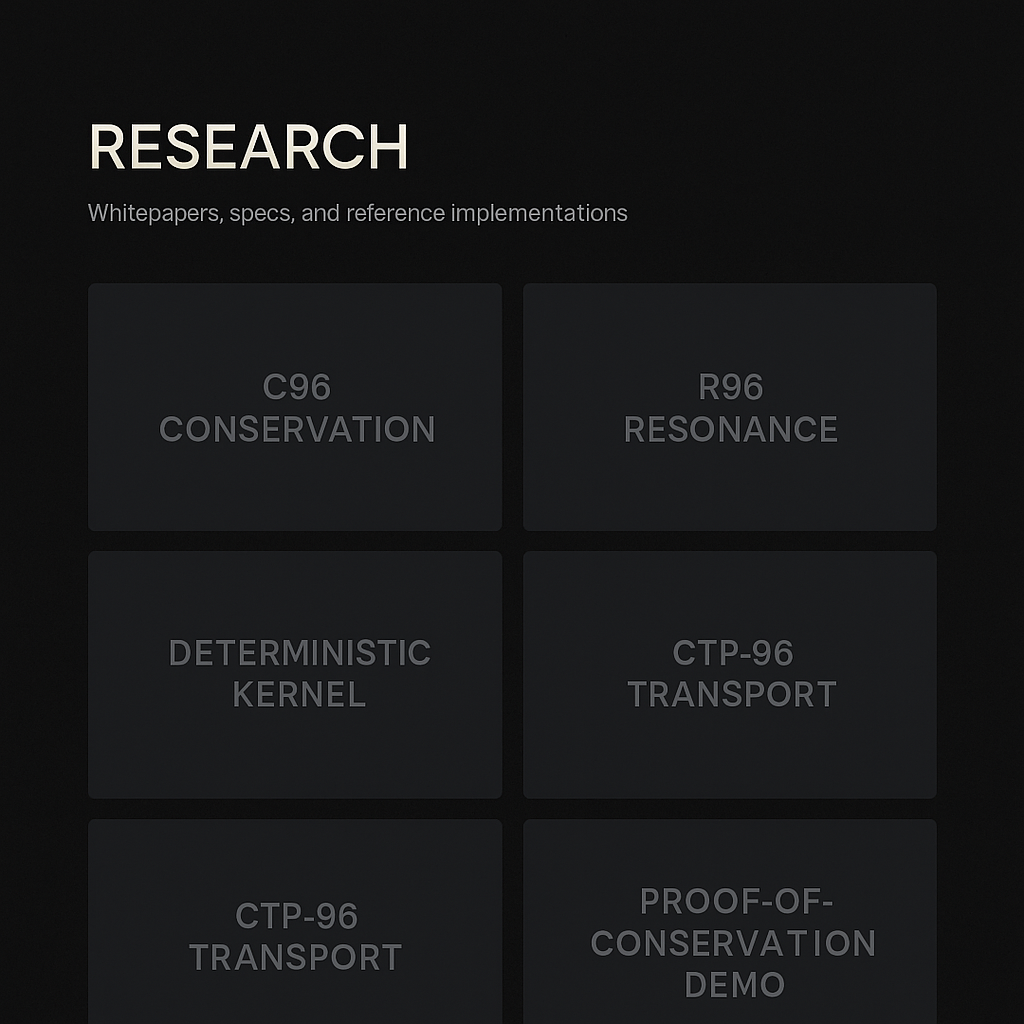 RESEARCH
Whitepapers, specs, and reference implementations
C96
CONSERVATION
R96
RESONANCE
DETERMINISTIC
KERNEL
CTP-96
TRANSPORT
CTP-96
TRANSPORT
PROOF-OF-
CONSERVATION
DEMO